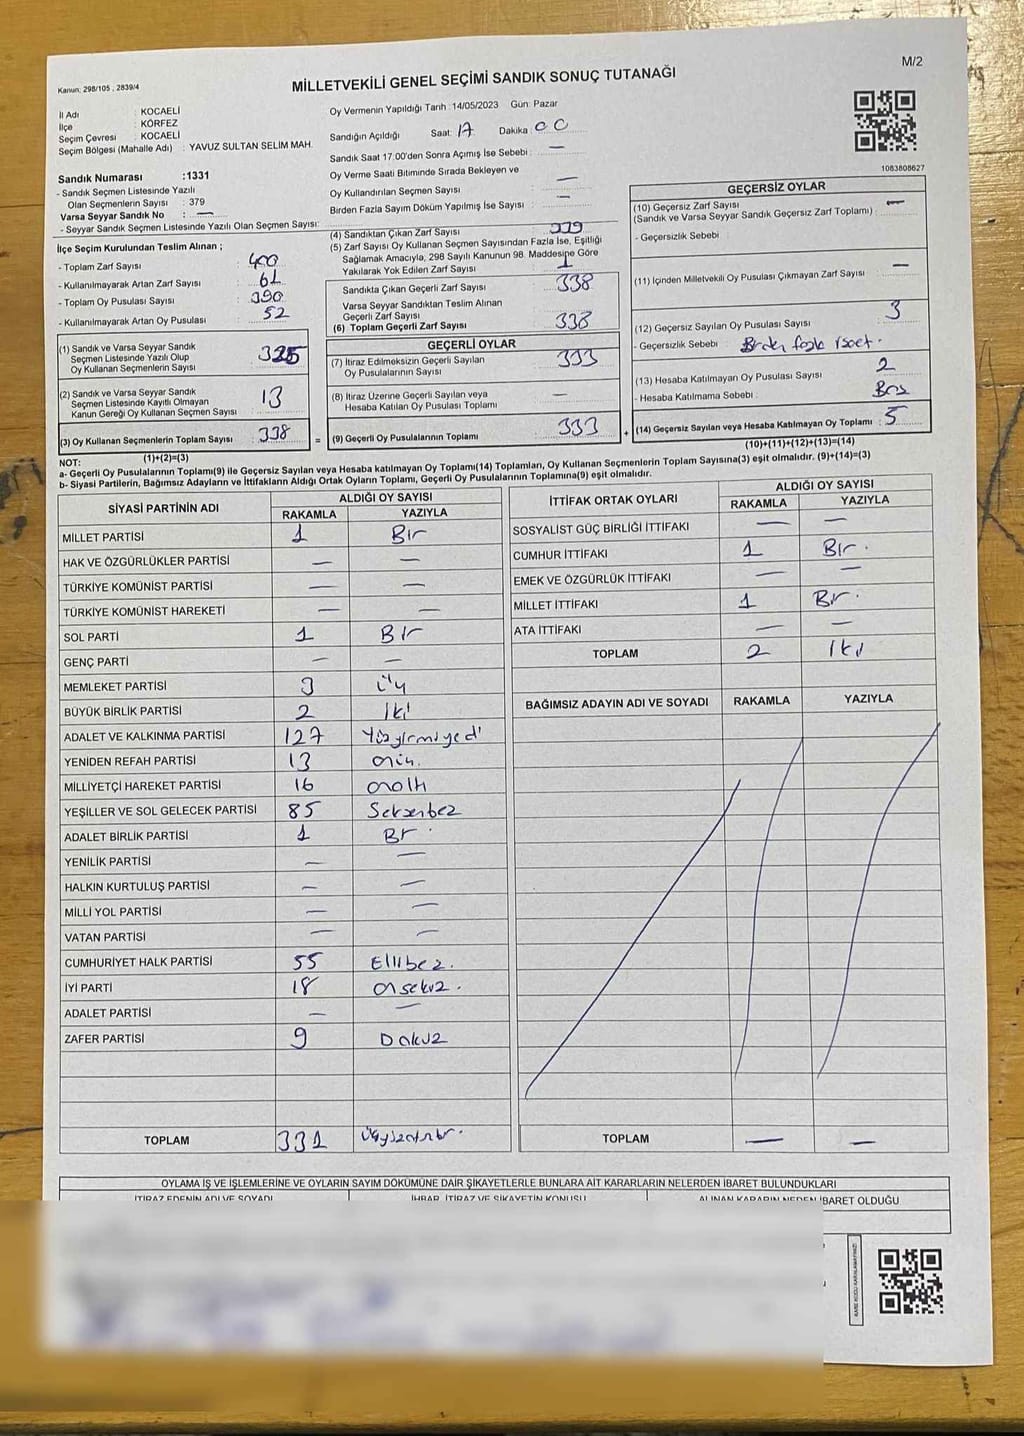 M/2
MİLLETVEKİLİ GENEL SEÇİMİ SANDIK SONUÇ TUTANAĞI
Kanun: 298/105 , 2839/4
İl Adı : KOCAELİ
İlçe : KÖRFEZ
Seçim Çevresi : KOCAELİ
Seçim Bölgesi (Mahalle Adı) : YAVUZ SULTAN SELİM MAH.
Sandık Numarası :1331
- Sandık Seçmen Listesinde Yazılı
Olan Seçmenlerin Sayısı : 379
Varsa Seyyar Sandık No : —
- Seyyar Sandık Seçmen Listesinde Yazılı Olan Seçmen Sayısı:
İlçe Seçim Kurulundan Teslim Alınan ;
- Toplam Zarf Sayısı : 400
- Kullanılmayarak Artan Zarf Sayısı : 61
- Toplam Oy Pusulası Sayısı : 390
- Kullanılmayarak Artan Oy Pusulası : 52
(1) Sandık ve Varsa Seyyar Sandık
Seçmen Listesinde Yazılı Olup
Oy Kullanan Seçmenlerin Sayısı : 325
(2) Sandık ve Varsa Seyyar Sandık
Seçmen Listesinde Kayıtlı Olmayan
Kanun Gereği Oy Kullanan Seçmen Sayısı : 13
(3) Oy Kullanan Seçmenlerin Toplam Sayısı : 338
(1)+(2)=(3)
Oy Vermenin Yapıldığı Tarih :14/05/2023 Gün: Pazar
Sandığın Açıldığı Saat: 17 Dakika: 00
Sandık Saat 17:00'den Sonra Açımış İse Sebebi : —
Oy Verme Saati Bitiminde Sırada Bekleyen ve
Oy Kullandırılan Seçmen Sayısı : —
Birden Fazla Sayım Döküm Yapılmış İse Sayısı : —
(4) Sandıktan Çıkan Zarf Sayısı : 339
(5) Zarf Sayısı Oy Kullanan Seçmen Sayısından Fazla İse, Eşitliği
Sağlamak Amacıyla, 298 Sayılı Kanunun 98. Maddesine Göre
Yakılarak Yok Edilen Zarf Sayısı : 1
Sandıkta Çıkan Geçerli Zarf Sayısı : 338
Varsa Seyyar Sandıktan Teslim Alınan
Geçerli Zarf Sayısı :
(6) Toplam Geçerli Zarf Sayısı : 338
GEÇERLİ OYLAR
(7) İtiraz Edilmeksizin Geçerli Sayılan
Oy Pusulalarının Sayısı : 333
(8) İtiraz Üzerine Geçerli Sayılan veya
Hesaba Katılan Oy Pusulası Toplamı : —
= (9) Geçerli Oy Pusulalarının Toplamı : 333 +
1083808627
GEÇERSİZ OYLAR
(10) Geçersiz Zarf Sayısı
(Sandık ve Varsa Seyyar Sandık Geçersiz Zarf Toplamı) : —
- Geçersizlik Sebebi :
(11) İçinden Milletvekili Oy Pusulası Çıkmayan Zarf Sayısı : —
(12) Geçersiz Sayılan Oy Pusulası Sayısı : 3
- Geçersizlik Sebebi : Birden fazla
(13) Hesaba Katılmayan Oy Pusulası Sayısı : 2
- Hesaba Katılmama Sebebi : Boş
(14) Geçersiz Sayılan veya Hesaba Katılmayan Oy Toplamı : 5
(10)+(11)+(12)+(13)=(14)
NOT:
a- Geçerli Oy Pusulalarının Toplamı(9) ile Geçersiz Sayılan veya Hesaba katılmayan Oy Toplamı(14) Toplamları, Oy Kullanan Seçmenlerin Toplam Sayısına(3) eşit olmalıdır. (9)+(14)=(3)
b- Siyasi Partilerin, Bağımsız Adayların ve İttifakların Aldığı Ortak Oyların Toplamı, Geçerli Oy Pusulalarının Toplamına(9) eşit olmalıdır.
SİYASİ PARTİNİN ADI ALDIĞI OY SAYISI
RAKAMLA YAZIYLA
MİLLET PARTİSİ 1 Bir
HAK VE ÖZGÜRLÜKLER PARTİSİ — —
TÜRKİYE KOMÜNİST PARTİSİ — —
TÜRKİYE KOMÜNİST HAREKETİ — —
SOL PARTİ 1 Bir
GENÇ PARTİ — —
MEMLEKET PARTİSİ 3 Üç
BÜYÜK BİRLİK PARTİSİ 2 İki
ADALET VE KALKINMA PARTİSİ 127 Yüzyirmiyedi
YENİDEN REFAH PARTİSİ 13
MİLLİYETÇİ HAREKET PARTİSİ 16 onaltı
YEŞİLLER VE SOL GELECEK PARTİSİ 85 Seksenbeş
ADALET BİRLİK PARTİSİ 1 Bir
YENİLİK PARTİSİ — —
HALKIN KURTULUŞ PARTİSİ — —
MİLLİ YOL PARTİSİ — —
VATAN PARTİSİ — —
CUMHURİYET HALK PARTİSİ 55 Ellibeş.
İYİ PARTİ 18 onsekiz.
ADALET PARTİSİ — —
ZAFER PARTİSİ 9 Dokuz
TOPLAM 331 Üçyüzotuzbir.
İTTİFAK ORTAK OYLARI ALDIĞI OY SAYISI
RAKAMLA YAZIYLA
SOSYALİST GÜÇ BİRLİĞİ İTTİFAKI — —
CUMHUR İTTİFAKI 1 Bir.
EMEK VE ÖZGÜRLÜK İTTİFAKI — —
MİLLET İTTİFAKI 1 Bir.
ATA İTTİFAKI — —
TOPLAM 2 İki
BAĞIMSIZ ADAYIN ADI VE SOYADI RAKAMLA YAZIYLA
TOPLAM — —
OYLAMA İŞ VE İŞLEMLERİNE VE OYLARIN SAYIM DÖKÜMÜNE DAİR ŞİKAYETLERLE BUNLARA AİT KARARLARIN NELERDEN İBARET BULUNDUKLARI
İTİRAZ EDENİN ADI VE SOYADI İHBAR, İTİRAZ VE ŞİKAYETİN KONUSU ALINAN KARARIN NEDEN İBARET OLDUĞU